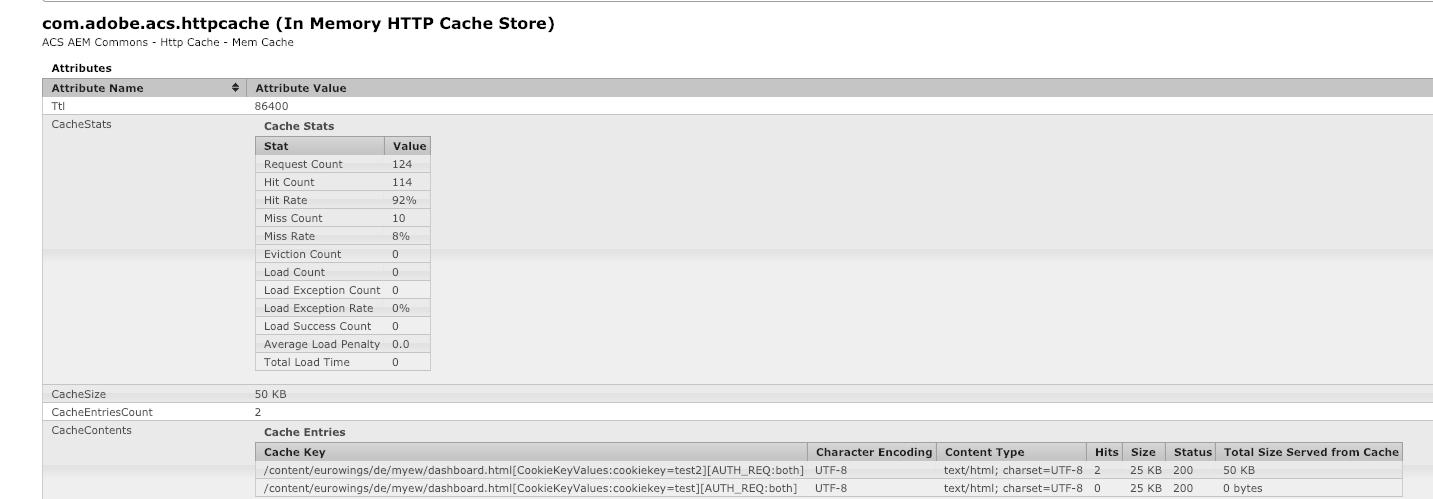 com.adobe.acs.httpcache (In Memory HTTP Cache Store)
ACS AEM Commons - Http Cache - Mem Cache
Attributes
Attribute Name Attribute Value
Ttl 86400
CacheStats Cache Stats
Stat Value
Request Count 124
Hit Count 114
Hit Rate 92%
Miss Count 10
Miss Rate 8%
Eviction Count 0
Load Count 0
Load Exception Count 0
Load Exception Rate 0%
Load Success Count 0
Average Load Penalty 0.0
Total Load Time 0
CacheSize 50 KB
CacheEntriesCount 2
CacheContents Cache Entries
Cache Key Character Encoding Content Type Hits Size Status Total Size Served from Cache
/content/eurowings/de/myew/dashboard.html[CookieKeyValues:cookiekey=test2][AUTH_REQ:both] UTF-8 text/html; charset=UTF-8 2 25 KB 200 50 KB
/content/eurowings/de/myew/dashboard.html[CookieKeyValues:cookiekey=test][AUTH_REQ:both] UTF-8 text/html; charset=UTF-8 0 25 KB 200 0 bytes